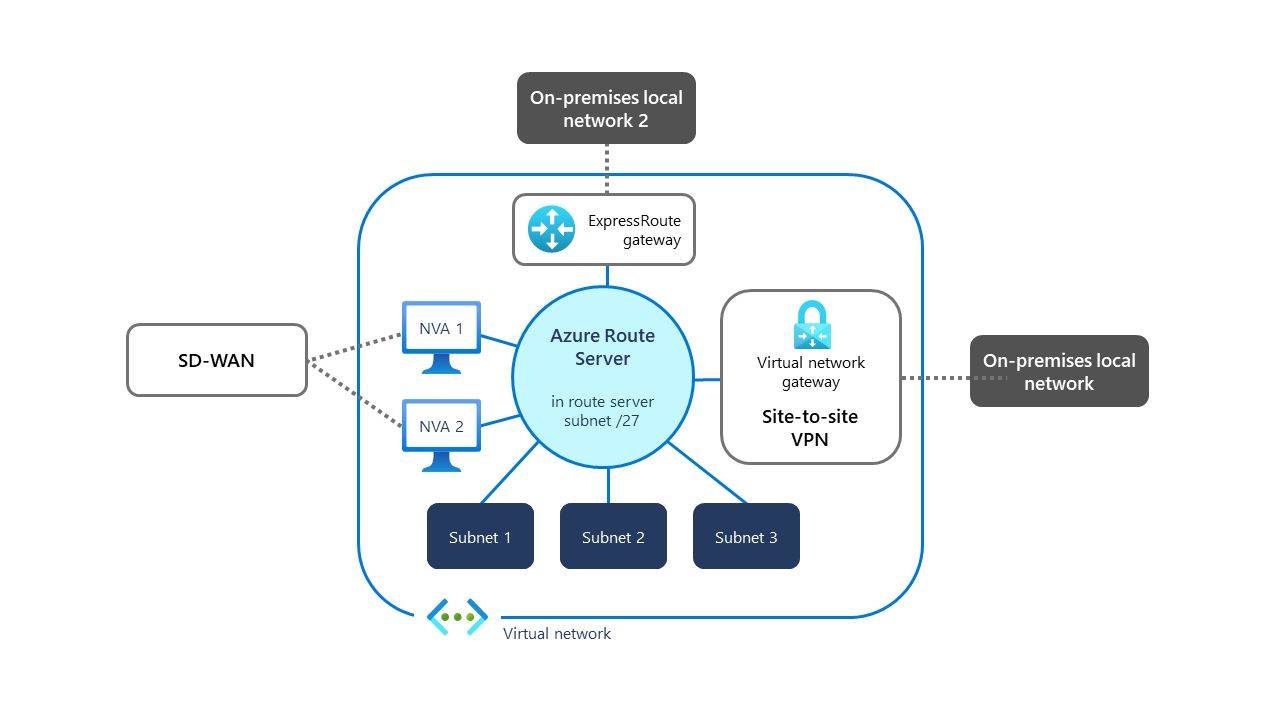 On-premises local
network 2
ExpressRoute
gateway
NVA 1
Azure Route
Server
in route server
subnet /27
SD-WAN
NVA 2
Virtual network
gateway
Site-to-site
VPN
On-premises local
network
Subnet 1
Subnet 2
Subnet 3
Virtual network